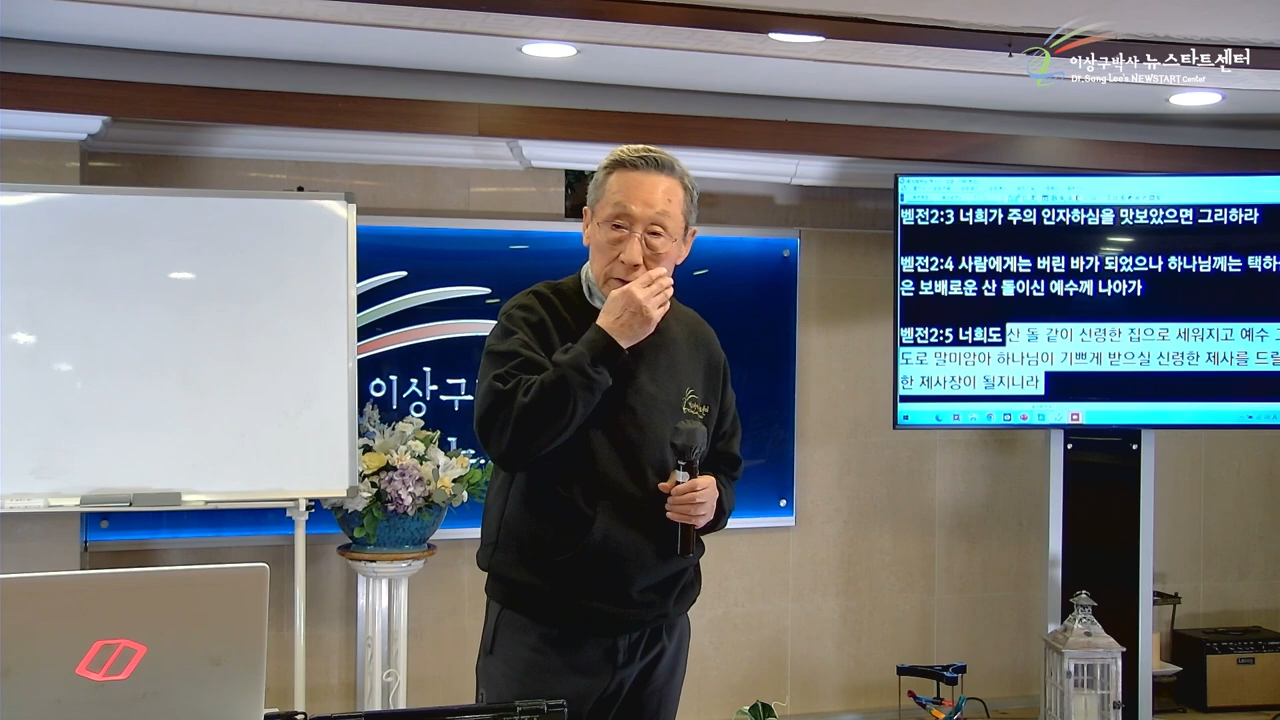 이상구박사 뉴스타트센터
Dr.Sang Lee's NEWSTART Center
벧전2:3 너희가 주의 인자하심을 맛보았으면 그리하라
벧전2:4 사람에게는 버린 바가 되었으나 하나님께는 택하
은 보배로운 산 돌이신 예수께 나아가
벧전2:5 너희도 산 돌 같이 신령한 집으로 세워지고 예수
도로 말미암아 하나님이 기쁘게 받으실 신령한 제사를 드릴
한 제사장이 될지니라
이상구